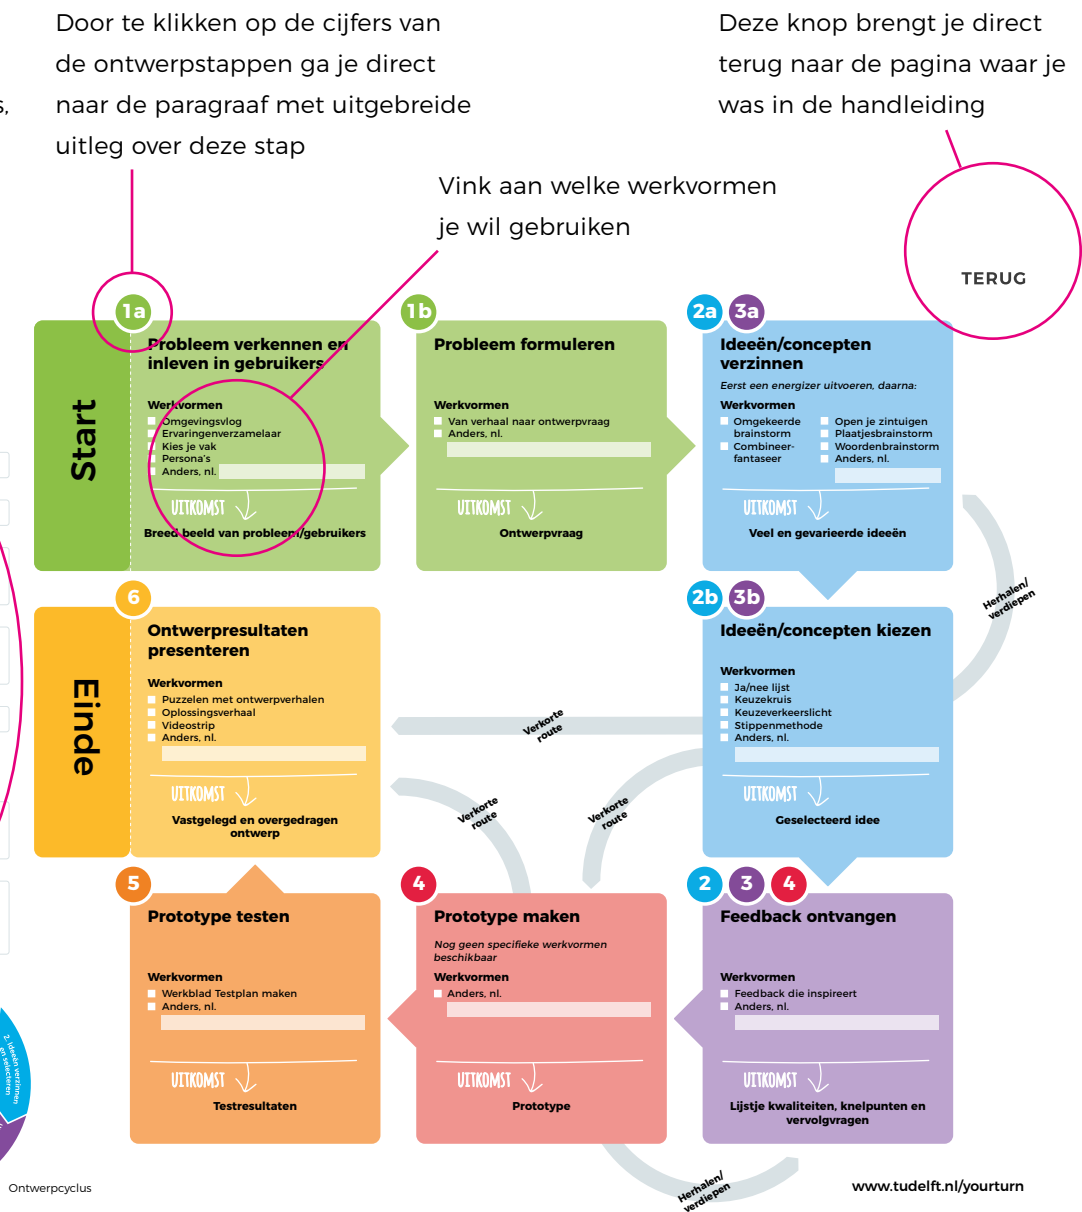 Door te klikken op de cijfers van
de ontwerpstappen ga je direct
naar de paragraaf met uitgebreide
uitleg over deze stap
Deze knop brengt je direct
terug naar de pagina waar je
was in de handleiding
s,
Vink aan welke werkvormen
je wil gebruiken
TERUG
Start
1a
Probleem verkennen en
inleven in gebruikers
Werkvormen
Omgevingsvlog
Ervaringenverzamelaar
Kies je vak
Persona's
Anders, nl.
UITKOMST
Breed beeld van probleem/gebruikers
1b
Probleem formuleren
Werkvormen
Van verhaal naar ontwerpvraag
Anders, nl.
UITKOMST
Ontwerpvraag
2a 3a
Ideeën/concepten
verzinnen
Eerst een energizer uitvoeren, daarna:
Werkvormen
Omgekeerde
brainstorm
Combineer-
fantaseer
Open je zintuigen
Plaatjesbrainstorm
Woordenbrainstorm
Anders, nl.
UITKOMST
Veel en gevarieerde ideeën
Herhalen/
verdiepen
Einde
6
Ontwerpresultaten
presenteren
Werkvormen
Puzzelen met ontwerpverhalen
Oplossingsverhaal
Videostrip
Anders, nl.
UITKOMST
Vastgelegd en overgedragen
ontwerp
Verkorte
route
Verkorte
route
Verkorte
route
2b 3b
Ideeën/concepten kiezen
Werkvormen
Ja/nee lijst
Keuzekruis
Keuzeverkeerslicht
Stippenmethode
Anders, nl.
UITKOMST
Geselecteerd idee
5
Prototype testen
Werkvormen
Werkblad Testplan maken
Anders, nl.
UITKOMST
Testresultaten
4
Prototype maken
Nog geen specifieke werkvormen
beschikbaar
Werkvormen
Anders, nl.
UITKOMST
Prototype
2 3 4
Feedback ontvangen
Werkvormen
Feedback die inspireert
Anders, nl.
UITKOMST
Lijstje kwaliteiten, knelpunten en
vervolgvragen
Herhalen/
verdiepen
2. Ideeën verzinnen
en selecteren
Ontwerpcyclus
www.tudelft.nl/yourturn